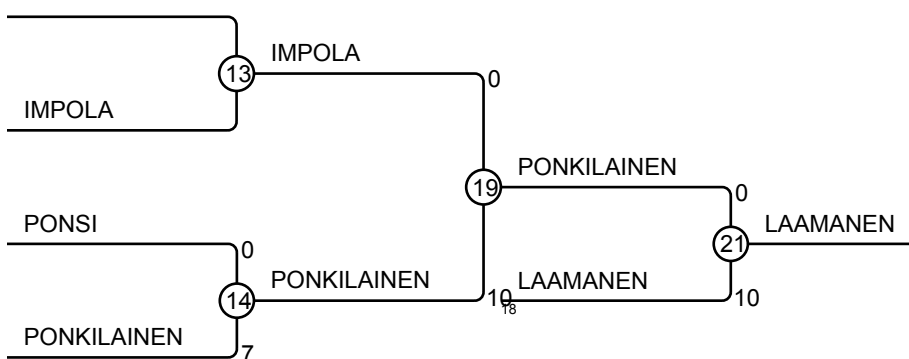 IMPOLA
13
0
IMPOLA
PONKILAINEN
19
0
PONSI
LAAMANEN
21
0
PONKILAINEN
LAAMANEN
14
10
18
10
PONKILAINEN
7